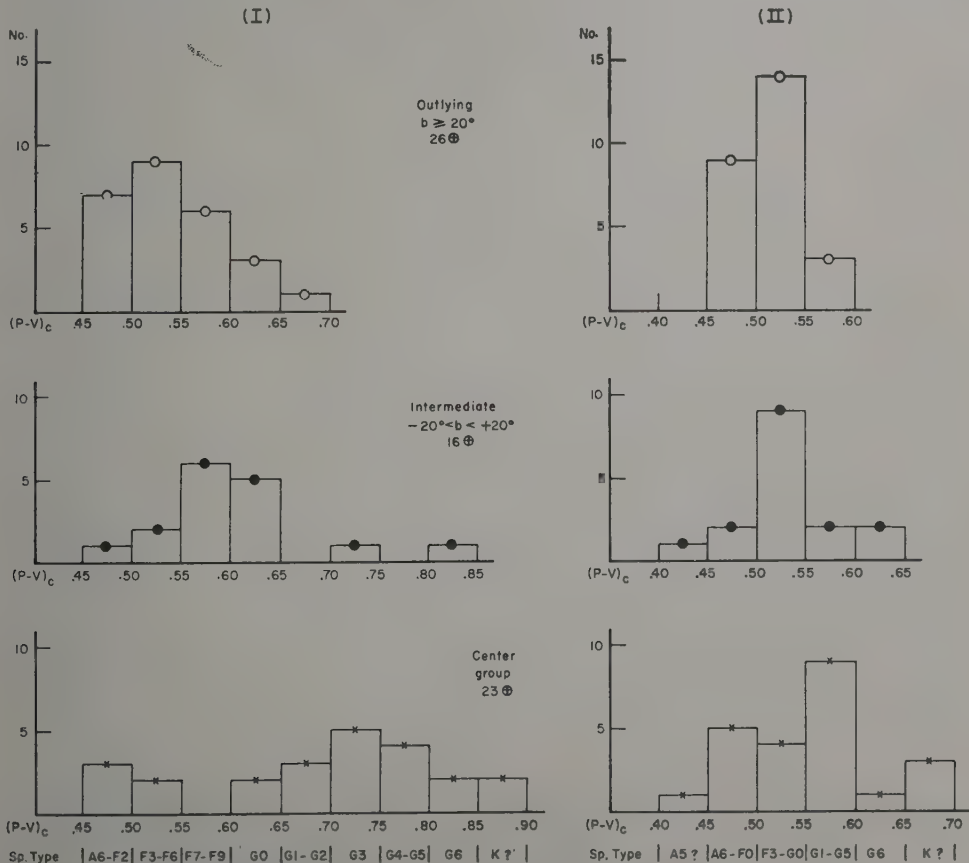 (I)
(II)
No.
15
10
5
Outlying
b ≥ 20°
26⊕
No.
15
10
5
(P-V)c .45 .50 .55 .60 .65 .70
(P-V)c .40 .45 .50 .55 .60
10
5
Intermediate
-20°<b< +20°
16⊕
10
5
(P-V)c .45 .50 .55 .60 .65 .70 .75 .80 .85
(P-V)c .40 .45 .50 .55 .60 .65
10
5
Center
group
23⊕
10
5
(P-V)c .45 .50 .55 .60 .65 .70 .75 .80 .85 .90
(P-V)c .40 .45 .50 .55 .60 .65 .70
Sp. Type | A6-F2 | F3-F6 | F7-F9 | G0 | G1-G2 | G3 | G4-G5 | G6 | K ? |
Sp. Type | A5 ? | A6-F0 | F3-G0 | G1-G5 | G6 | K ? |